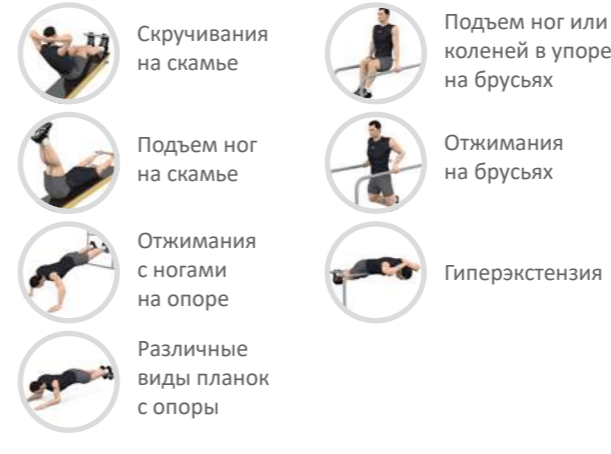 Скручивания
на скамье
Подъем ног
на скамье
Отжимания
с ногами
на опоре
Различные
виды планок
с опоры
Подъем ног или
коленей в упоре
на брусьях
Отжимания
на брусьях
Гиперэкстензия